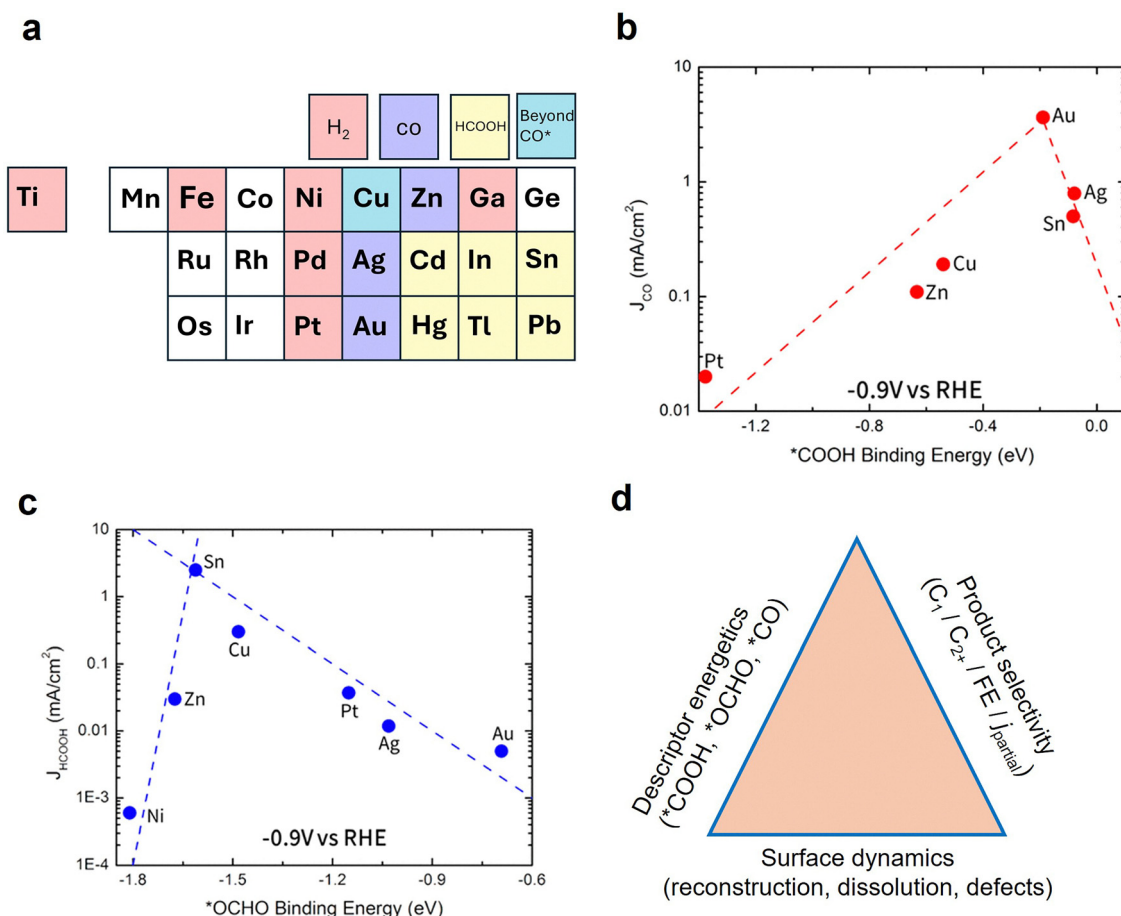 a
H₂ co HCOOH Beyond
CO*
Ti Mn Fe Co Ni Cu Zn Ga Ge
Ru Rh Pd Ag Cd In Sn
Os Ir Pt Au Hg Tl Pb
b
10
1
0.1
0.01
J_CO (mA/cm²)
Au
Ag
Sn
Cu
Zn
Pt
-0.9V vs RHE
-1.2 -0.8 -0.4 0.0
*COOH Binding Energy (eV)
c
10
1
0.1
0.01
1E-3
1E-4
J_HCOOH (mA/cm²)
Sn
Cu
Zn
Pt
Ag
Au
Ni
-0.9V vs RHE
-1.8 -1.5 -1.2 -0.9 -0.6
*OCHO Binding Energy (eV)
d
Descriptor energetics
(*COOH, *OCHO, *CO)
Product selectivity
(C₁ / C₂₊ / FE / j_partial)
Surface dynamics
(reconstruction, dissolution, defects)